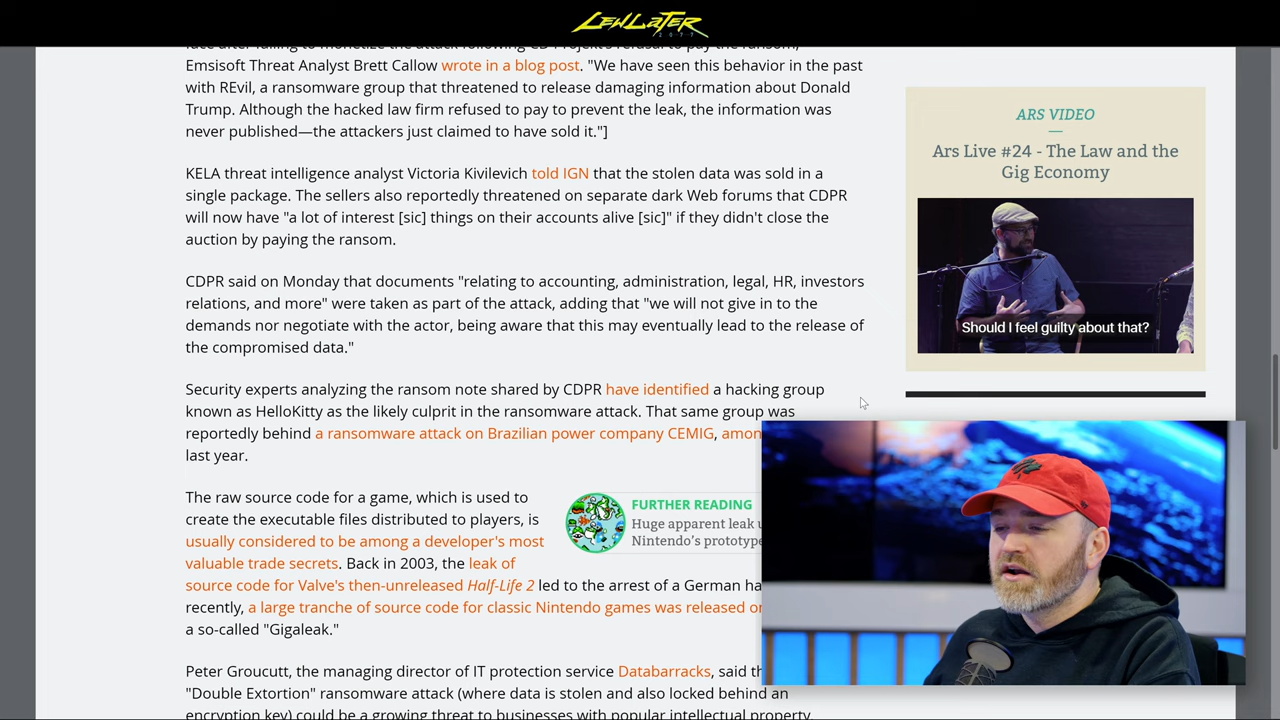 LEWLATER
2077
Emsisoft Threat Analyst Brett Callow wrote in a blog post. "We have seen this behavior in the past
with REvil, a ransomware group that threatened to release damaging information about Donald
Trump. Although the hacked law firm refused to pay to prevent the leak, the information was
never published—the attackers just claimed to have sold it."]
KELA threat intelligence analyst Victoria Kivilevich told IGN that the stolen data was sold in a
single package. The sellers also reportedly threatened on separate dark Web forums that CDPR
will now have "a lot of interest [sic] things on their accounts alive [sic]" if they didn't close the
auction by paying the ransom.
CDPR said on Monday that documents "relating to accounting, administration, legal, HR, investors
relations, and more" were taken as part of the attack, adding that "we will not give in to the
demands nor negotiate with the actor, being aware that this may eventually lead to the release of
the compromised data."
Security experts analyzing the ransom note shared by CDPR have identified a hacking group
known as HelloKitty as the likely culprit in the ransomware attack. That same group was
reportedly behind a ransomware attack on Brazilian power company CEMIG, amon
last year.
The raw source code for a game, which is used to
create the executable files distributed to players, is
usually considered to be among a developer's most
valuable trade secrets. Back in 2003, the leak of
source code for Valve's then-unreleased Half-Life 2 led to the arrest of a German ha
recently, a large tranche of source code for classic Nintendo games was released o
a so-called "Gigaleak."
FURTHER READING
Huge apparent leak
Nintendo's prototype
Peter Groucutt, the managing director of IT protection service Databarracks, said th
"Double Extortion" ransomware attack (where data is stolen and also locked behind an
encryption key) could be a growing threat to businesses with popular intellectual property.
ARS VIDEO
Ars Live #24 - The Law and the
Gig Economy
Should I feel guilty about that?